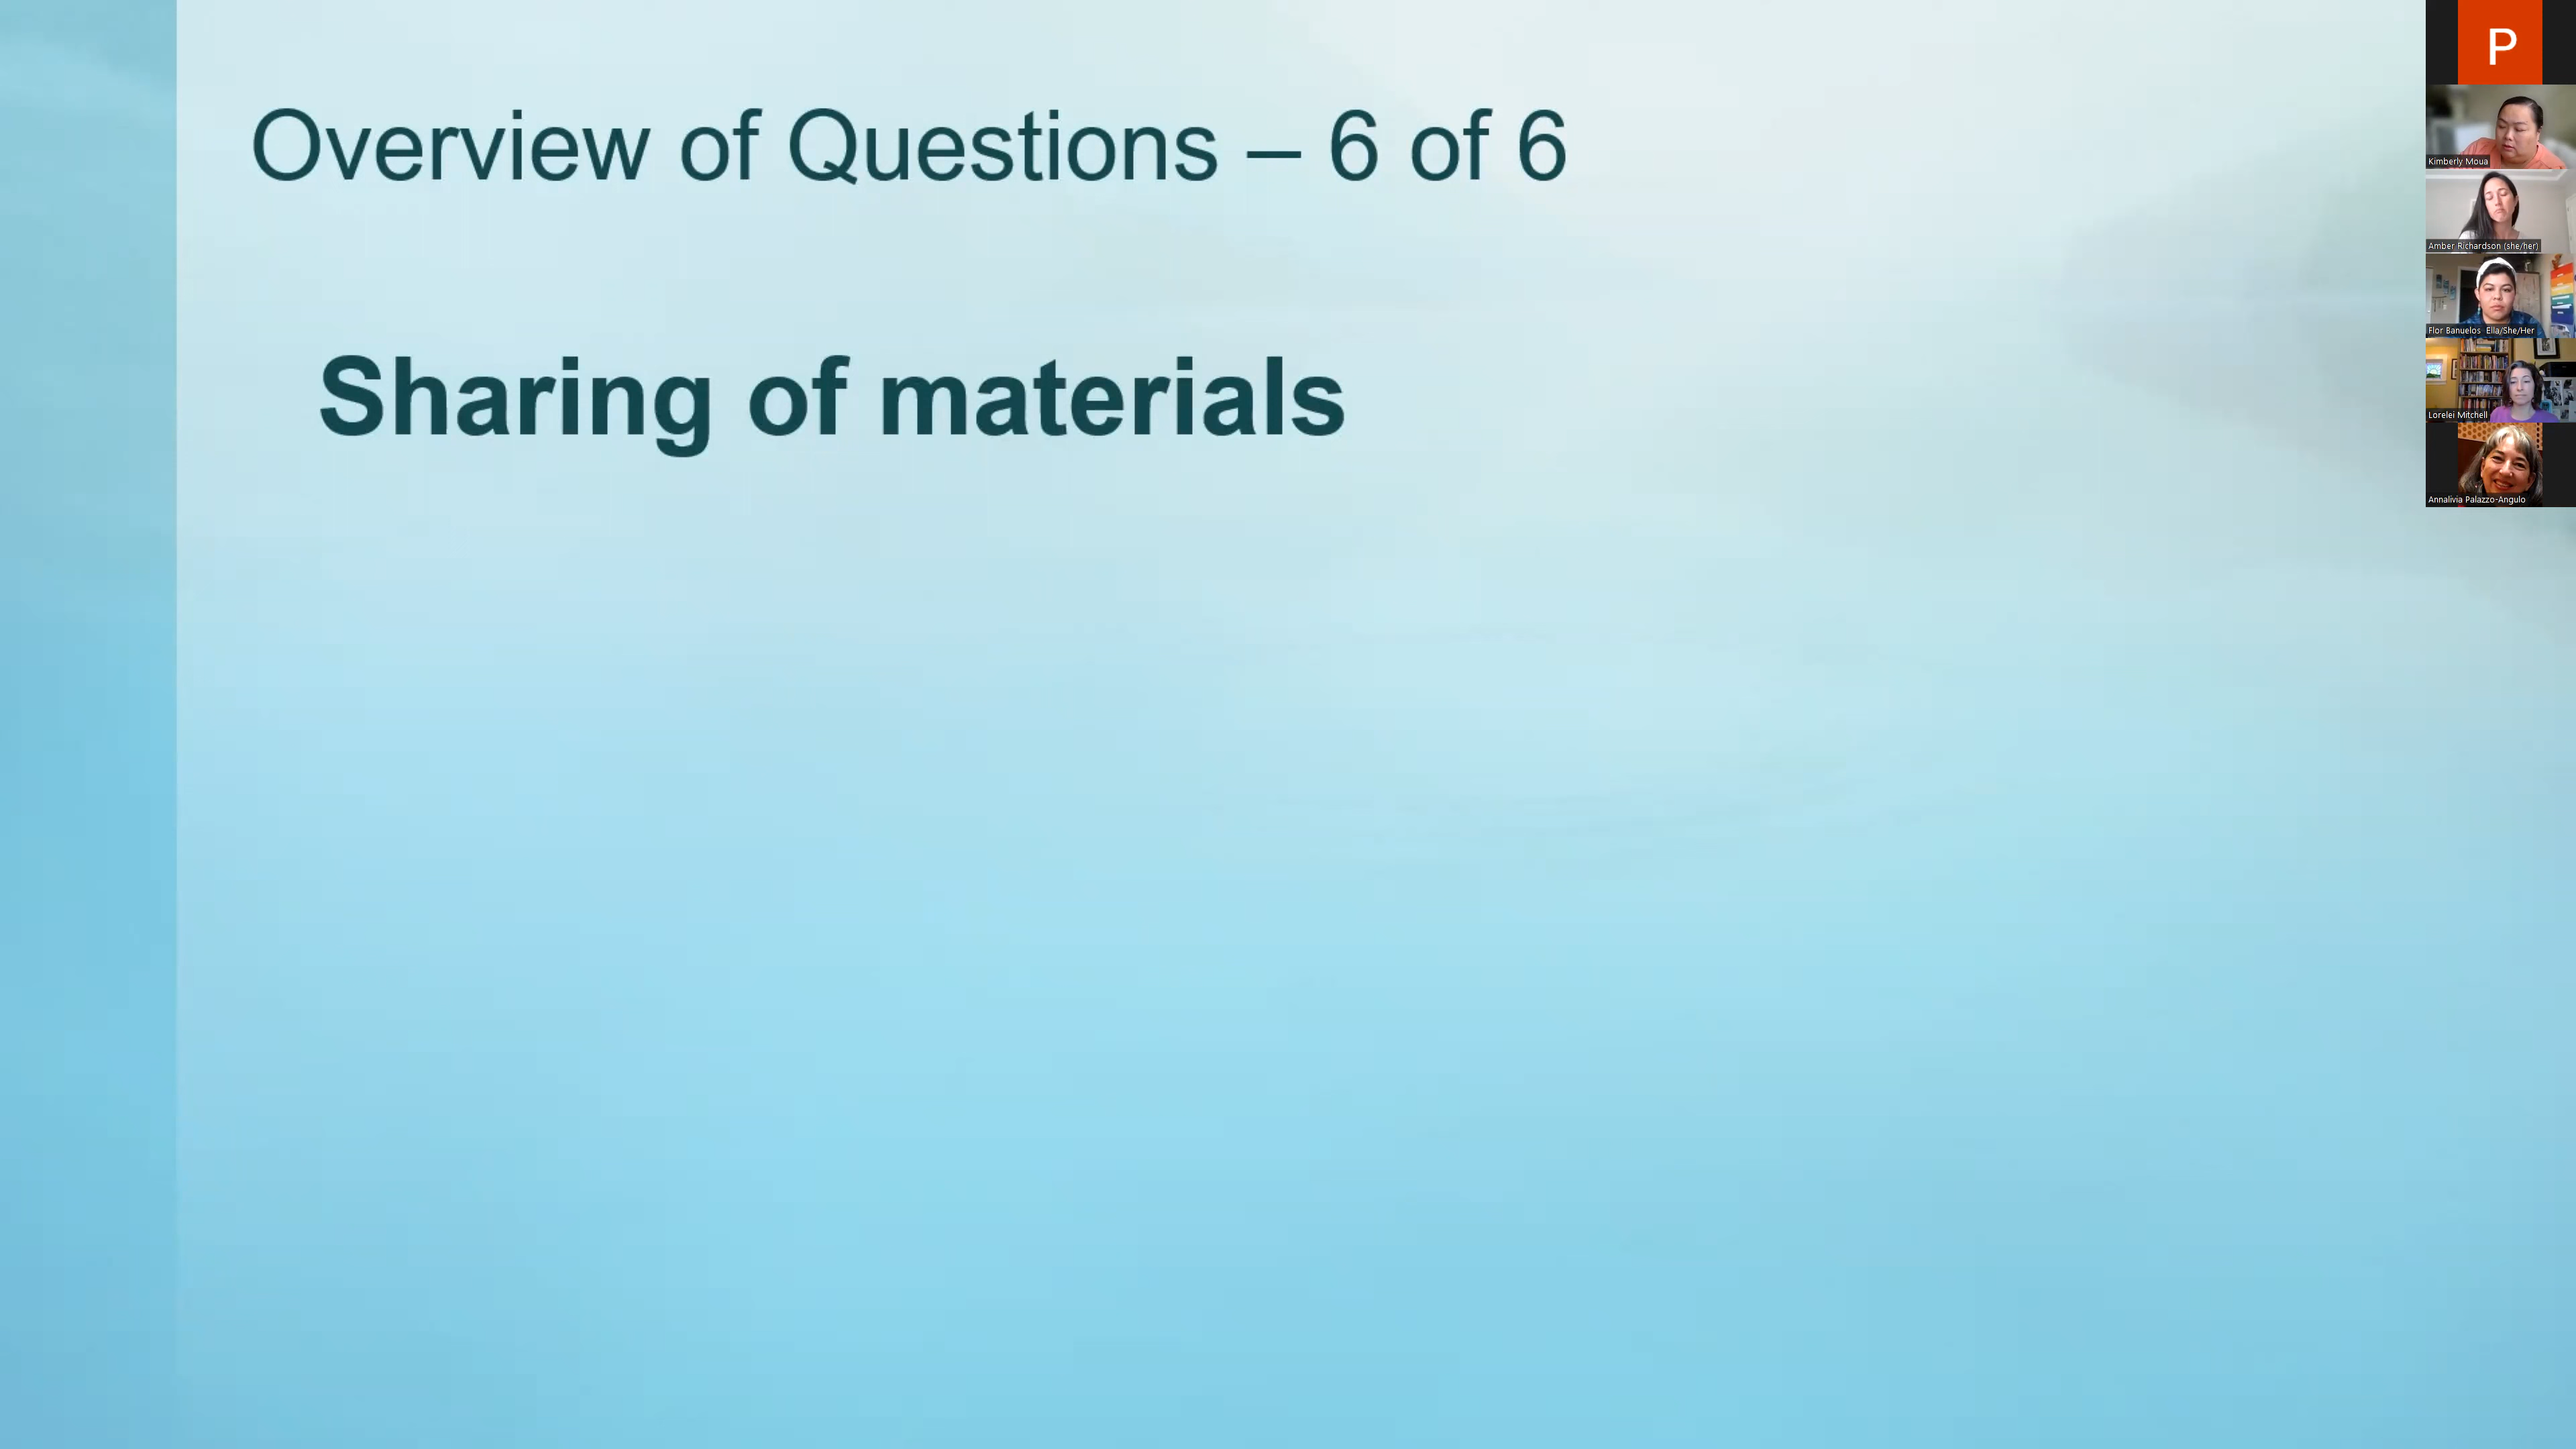 Overview of Questions – 6 of 6
Sharing of materials
P
Kimberly Moua
Amber Richardson (she/her)
Flor Banuelos Ella/She/Her
Lorelei Mitchell
Annalivia Palazzo-Angulo